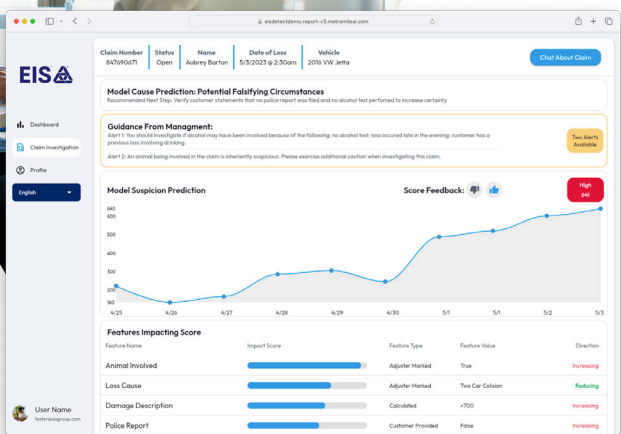 eisdetectdemo.report-v3.metromileai.com
EIS
Dashboard
Claim Investigation
Profile
English
User Name
Claim Number Status Name Date of Loss Vehicle
847690671 Open Aubrey Barton 5/3/2023 @ 2:30am 2016 VW Jetta
Chat About Claim
Model Cause Prediction: Potential Falsifying Circumstances
Recommended Next Step: Verify customer statements that no police report was filed and no alcohol test perfomed to increase certainty
Guidance From Managment:
Alert 1: You should investigate if alcohol may have been involved because of the following: no alcohol test; loss occured late in the evening; customer has a
previous loss involving drinking.
Alert 2: An animal being involved in the claim is inheriently suspicious. Please exercise additional caution when investigating this claim.
Two Alerts
Available
Model Suspicion Prediction
Score Feedback:
High
641
640
600
500
400
300
200
160
4/25 4/26 4/27 4/28 4/29 4/30 5/1 5/1 5/2 5/3
Features Impacting Score
Feature Name Impact Score Feature Type Feature Value Direction
Animal Involved Adjuster Marked True Increasing
Loss Cause Adjuster Marked Two Car Colision Reducing
Damage Description Calculated +700 Increasing
Police Report Customer Provided False Increasing